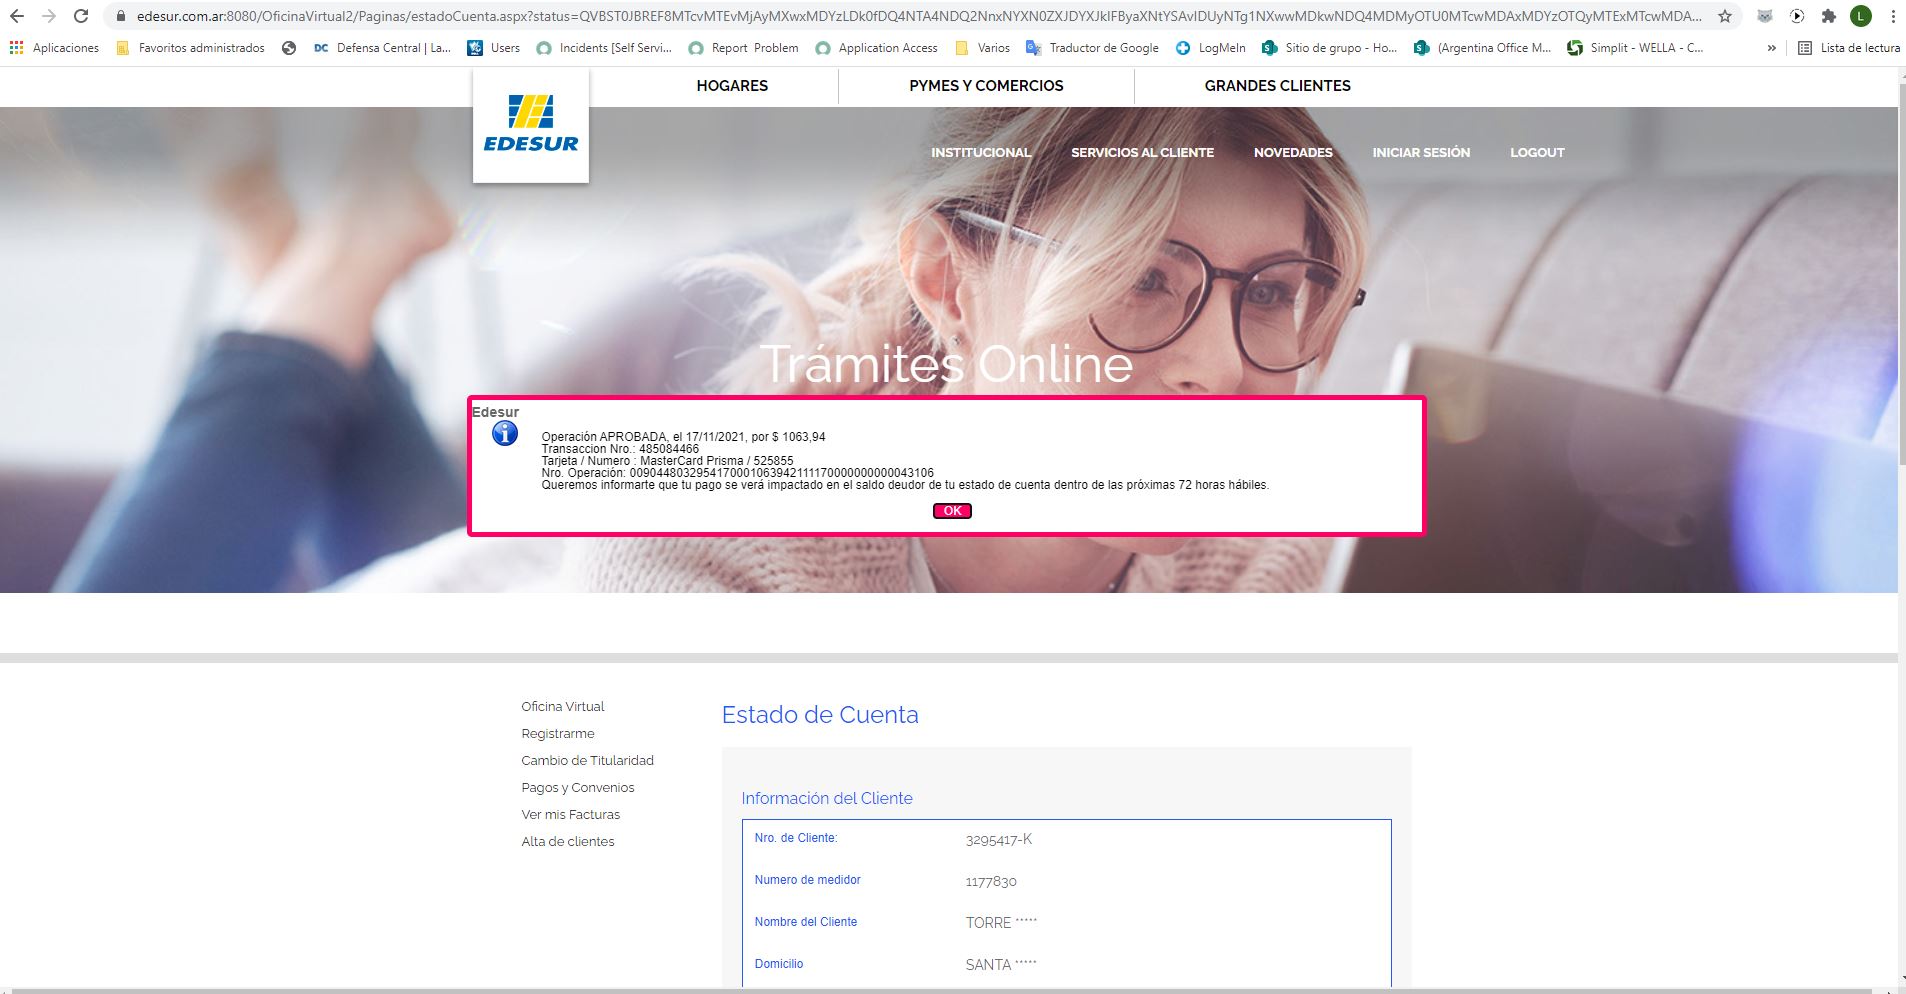 edesur.com.ar:8080/OficinaVirtual2/Paginas/estadoCuenta.aspx?status=QVBST0JBREF8MTcvMTEvMjAyMXwxMDYzLDk0fDQ4NTA4NDQ2NnxNYXN0ZXJDYXJkIFByaXNtYSAvIDUyNTg1NXwwMDkwNDQ4MDMyOTU0MTcwMDAxMDYzOTQyMTExMTcwMDA...
L
Aplicaciones
Favoritos administrados
DC Defensa Central | La...
Users
Incidents [Self Servi...
Report Problem
Application Access
Varios
Traductor de Google
LogMeIn
Sitio de grupo - Ho...
(Argentina Office M...
Simplit - WELLA - C...
»
Lista de lectura
EDESUR
HOGARES
PYMES Y COMERCIOS
GRANDES CLIENTES
INSTITUCIONAL
SERVICIOS AL CLIENTE
NOVEDADES
INICIAR SESIÓN
LOGOUT
Trámites Online
Edesur
Operación APROBADA, el 17/11/2021, por $ 1063,94
Transaccion Nro.: 485084466
Tarjeta / Numero : MasterCard Prisma / 525855
Nro. Operación: 0090448032954170001063942111170000000000043106
Queremos informarte que tu pago se verá impactado en el saldo deudor de tu estado de cuenta dentro de las próximas 72 horas hábiles.
OK
Oficina Virtual
Registrarme
Cambio de Titularidad
Pagos y Convenios
Ver mis Facturas
Alta de clientes
Estado de Cuenta
Información del Cliente
Nro. de Cliente: 3295417-K
Numero de medidor 1177830
Nombre del Cliente TORRE *****
Domicilio SANTA *****